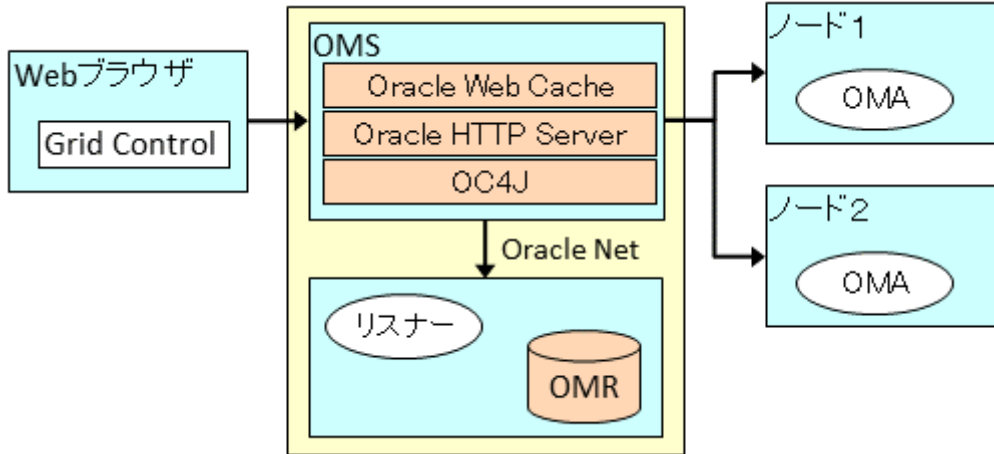 Webブラウザ
Grid Control
OMS
Oracle Web Cache
Oracle HTTP Server
OC4J
Oracle Net
リスナー
OMR
ノード1
OMA
ノード2
OMA